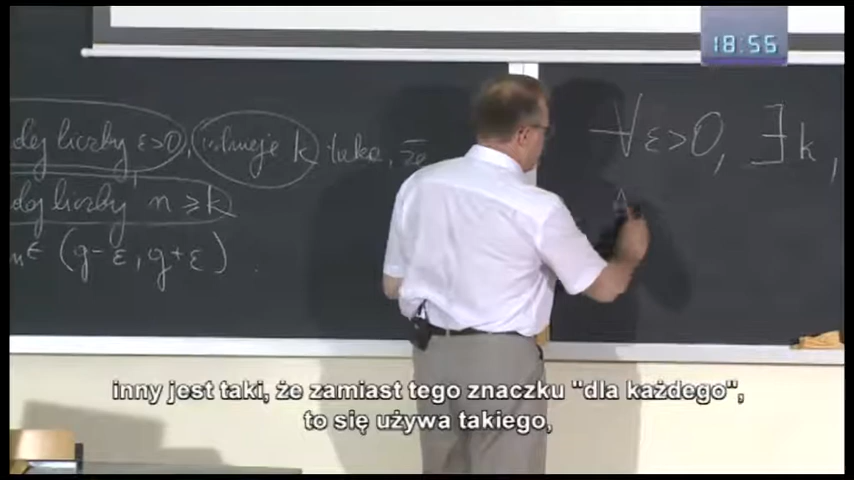 18:55
dej liczby ε>0, istnieje k takie, że
dej liczby n ≥ k
n ∈ (g-ε, g+ε).
∀ ε>0, ∃ k,
inny jest taki, że zamiast tego znaczku "dla każdego",
to się używa takiego,